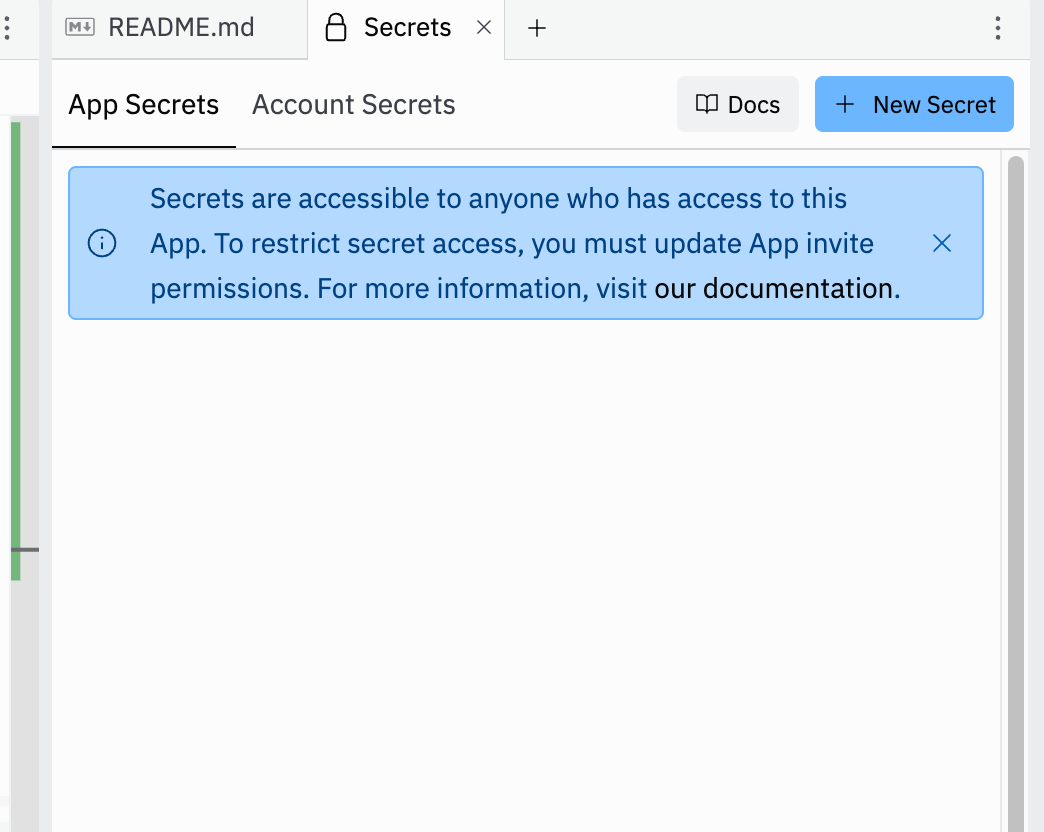 README.md
Secrets
App Secrets
Account Secrets
Docs
New Secret
Secrets are accessible to anyone who has access to this
App. To restrict secret access, you must update App invite
permissions. For more information, visit our documentation.